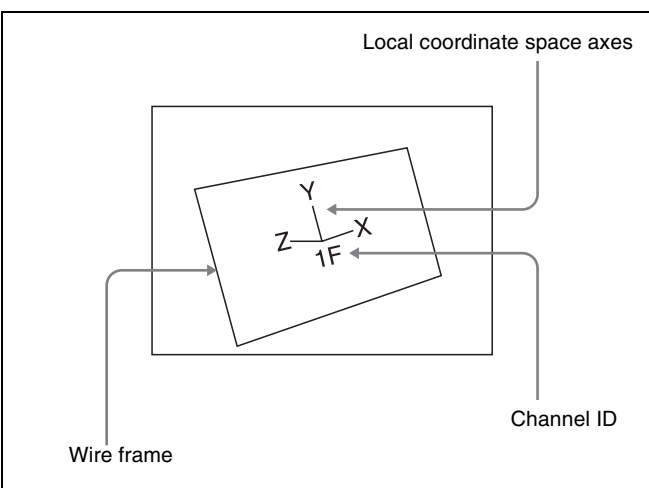 Local coordinate space axes
Y
Z
X
1F
Channel ID
Wire frame